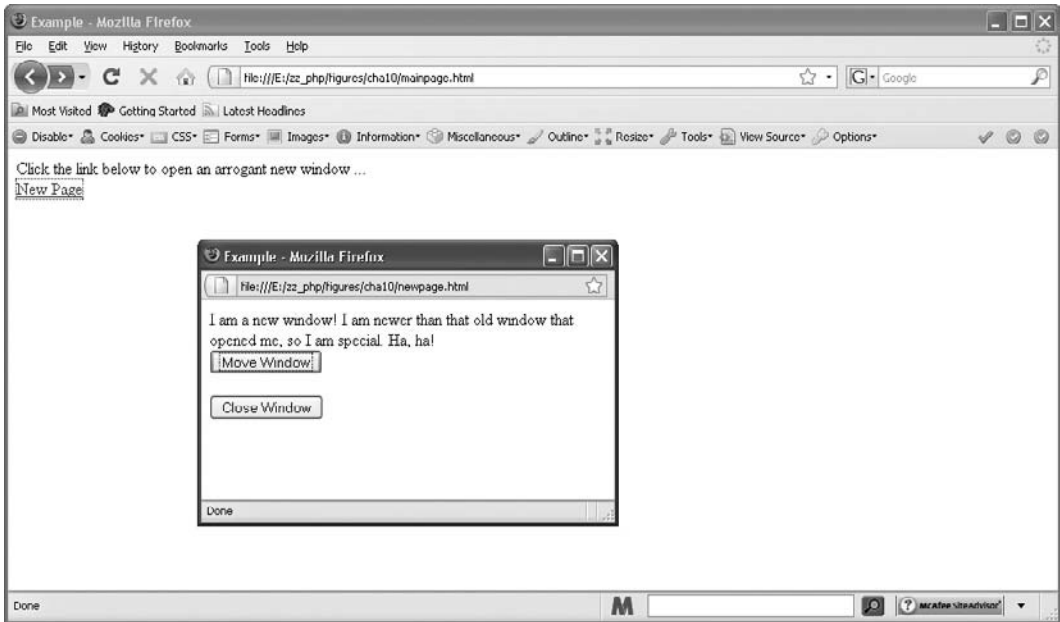 Example - Mozilla Firefox
File Edit View History Bookmarks Tools Help
file:///E:/zz_php/figures/cha10/mainpage.html
G Google
Most Visited Getting Started Latest Headlines
Disable Cookies CSS Forms Images Information Miscellaneous Outline Resize Tools View Source Options
Click the link below to open an arrogant new window ...
New Page
Example - Mozilla Firefox
file:///E:/zz_php/figures/cha10/newpage.html
I am a new window! I am newer than that old window that
opened me, so I am special. Ha, ha!
Move Window
Close Window
Done
Done
M
McAfee SiteAdvisor